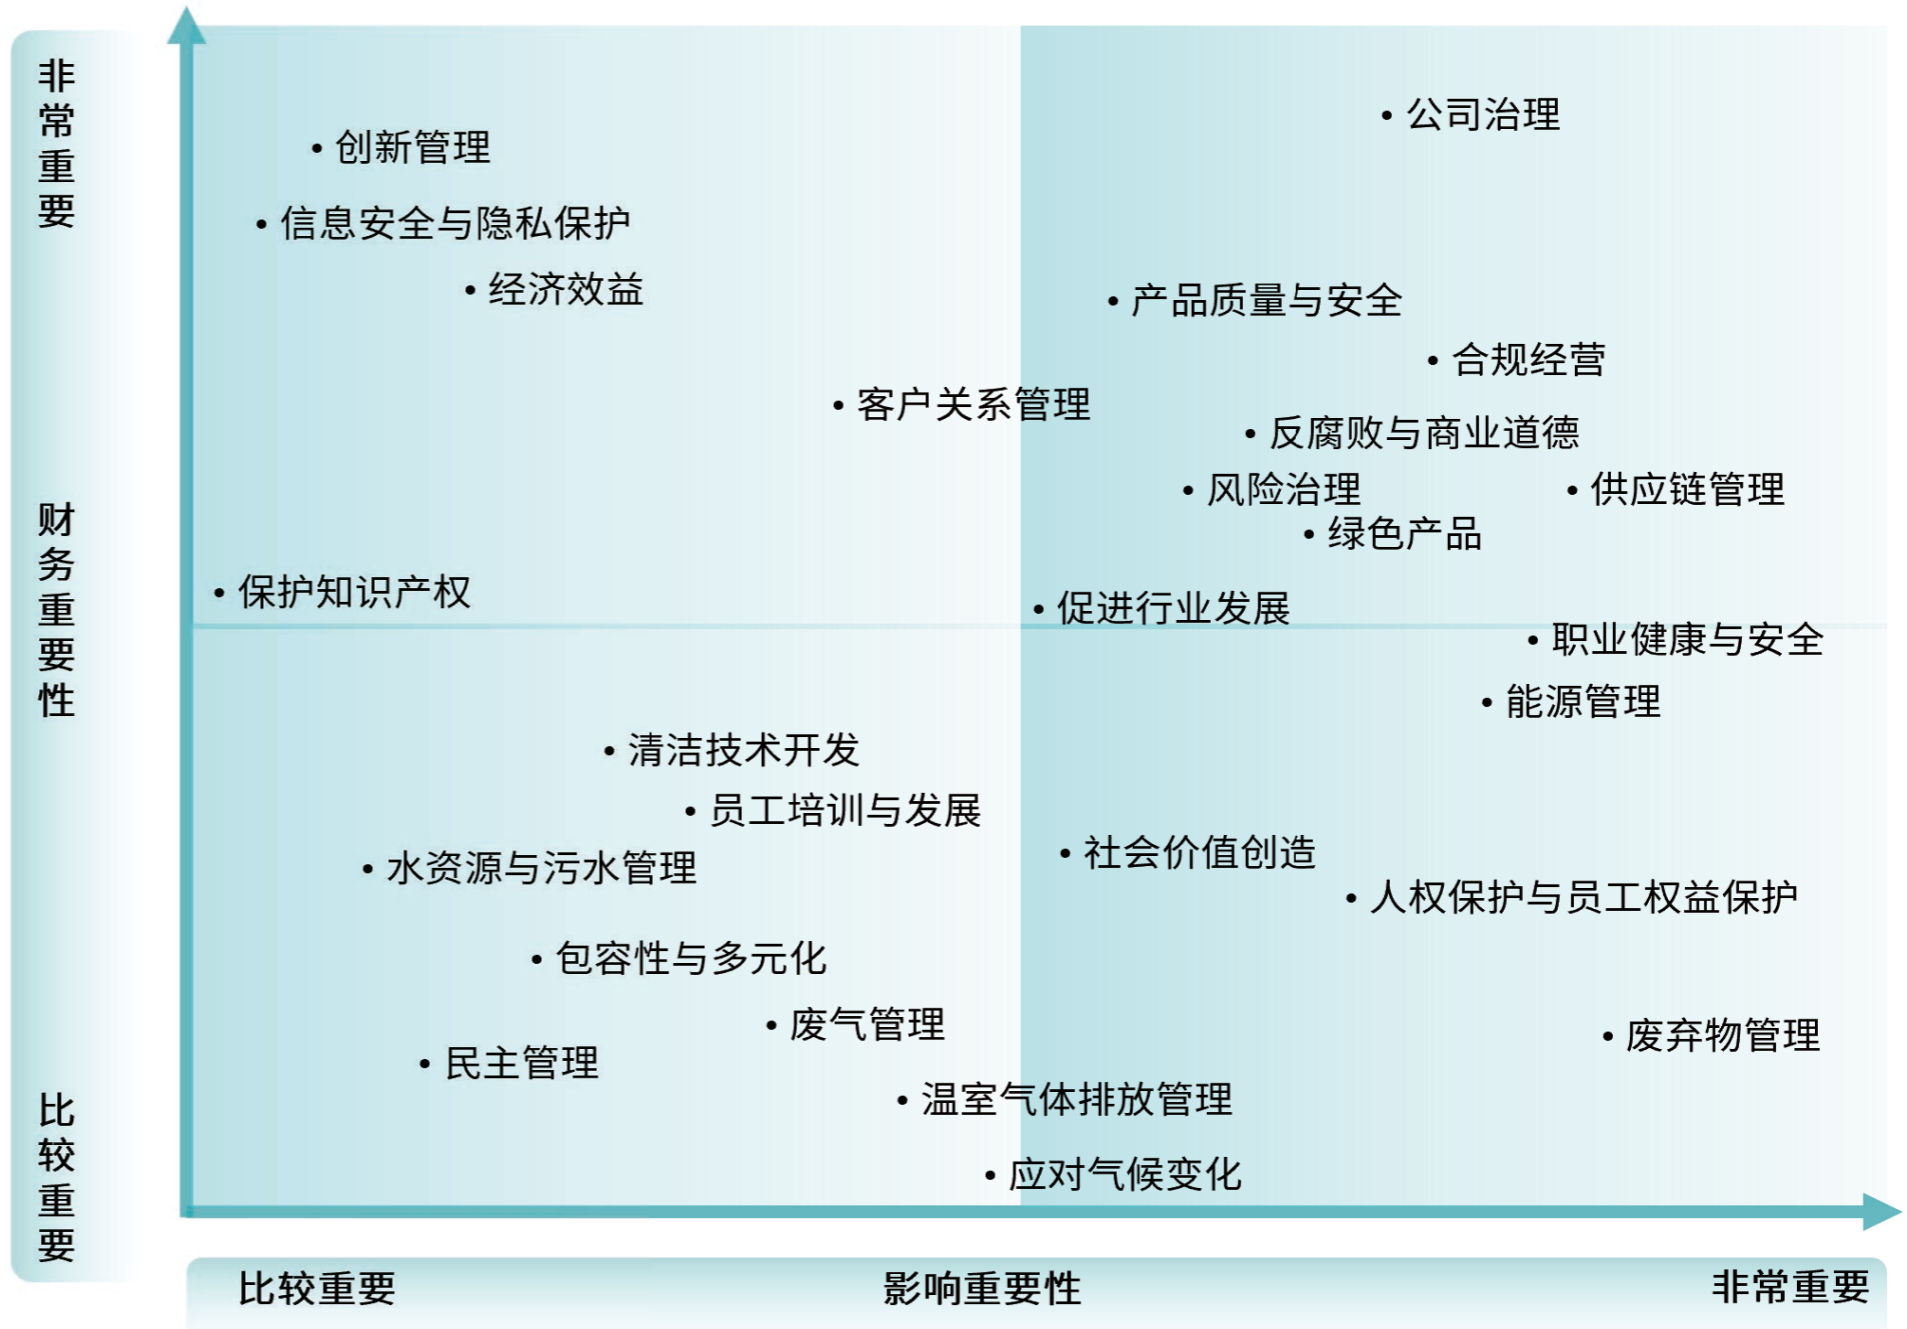 非常重要
财务重要性
比较重要
公司治理
创新管理
信息安全与隐私保护
经济效益
产品质量与安全
合规经营
客户关系管理
反腐败与商业道德
风险治理
供应链管理
绿色产品
保护知识产权
促进行业发展
职业健康与安全
能源管理
清洁技术开发
员工培训与发展
社会价值创造
水资源与污水管理
人权保护与员工权益保护
包容性与多元化
废气管理
废弃物管理
民主管理
温室气体排放管理
应对气候变化
比较重要
影响重要性
非常重要